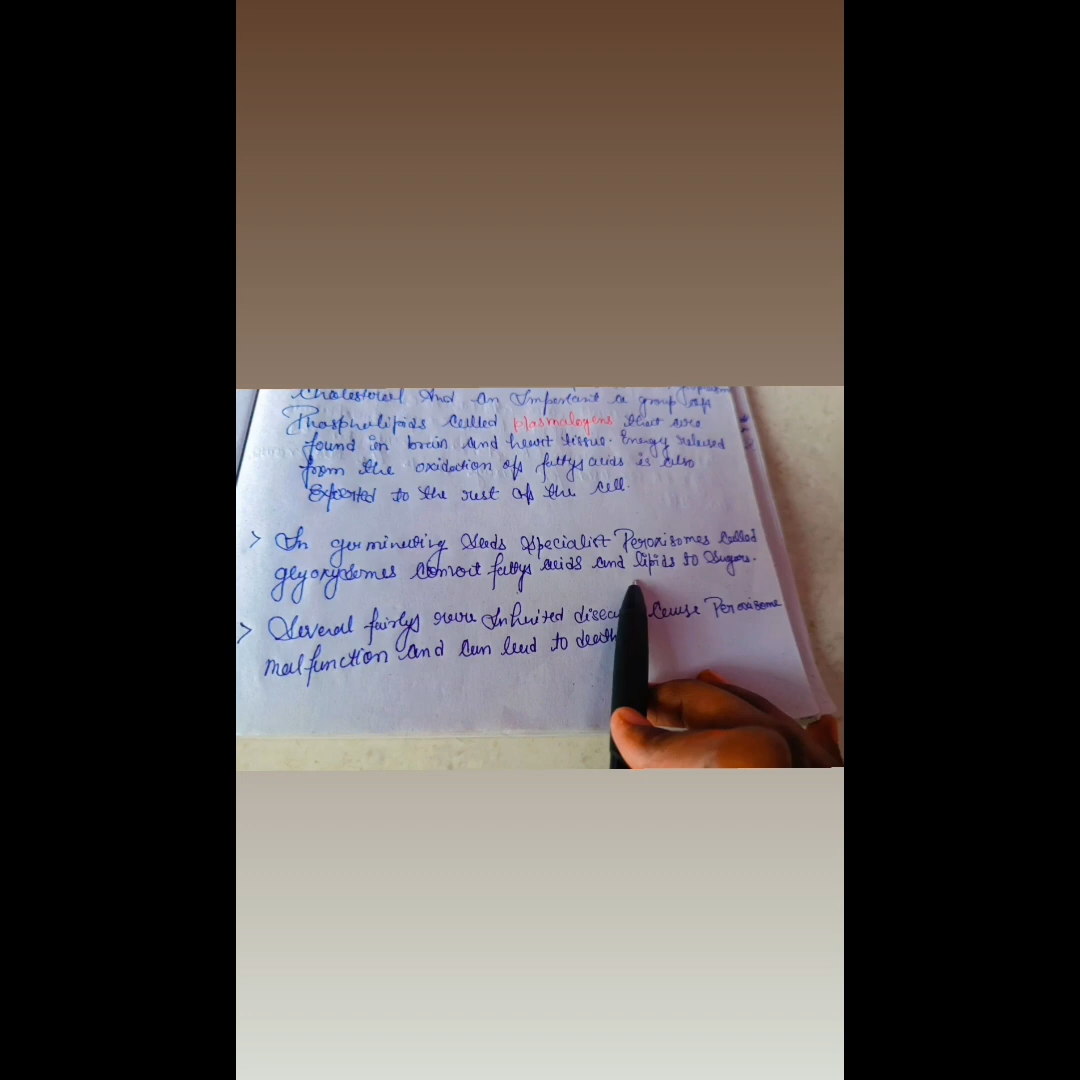 Cholesterol And an Important a group of
Phospholipids Called plasmalogens that are
found in brain and heart tissue. Energy released
from the oxidation of fattys acids is also
Exported to the rest of the cell.
> In germinating Seeds Specialist Peroxisomes Called
glyoxysomes Convert fattys acids and lipids to Sugars.
> Several fairlys rare Inherited Cause Peroxisome
malfunction and Can lead to death